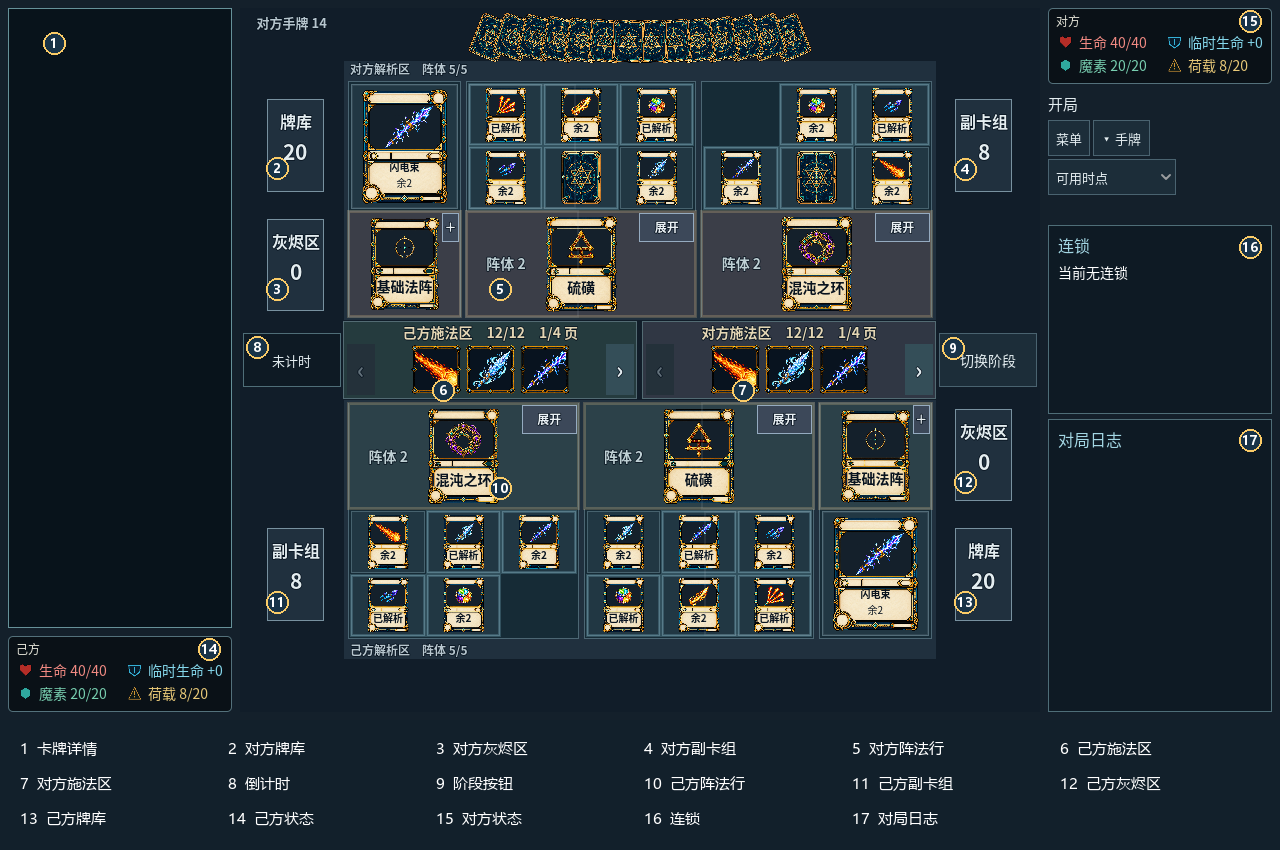 1
对方手牌 14
对方解析区 阵体 5/5
牌库
20
2
灰烬区
0
3
副卡组
8
4
闪电束
余2
已解析
余2
已解析
余2
余2
余2
已解析
余2
余2
基础法阵
+
阵体 2
5
硫磺
展开
阵体 2
混沌之环
展开
8
未计时
己方施法区 12/12 1/4 页
‹
6
›
对方施法区 12/12 1/4 页
‹
7
›
9
切换阶段
阵体 2
混沌之环
10
展开
阵体 2
硫磺
展开
基础法阵
+
灰烬区
0
12
副卡组
8
11
余2
已解析
余2
余2
已解析
余2
已解析
余2
已解析
余2
已解析
闪电束
余2
牌库
20
13
己方解析区 阵体 5/5
己方
14
生命 40/40 临时生命 +0
魔素 20/20 荷载 8/20
对方
15
生命 40/40 临时生命 +0
魔素 20/20 荷载 8/20
开局
菜单 手牌
可用时点
连锁
16
当前无连锁
对局日志
17
1 卡牌详情 2 对方牌库 3 对方灰烬区 4 对方副卡组 5 对方阵法行 6 己方施法区
7 对方施法区 8 倒计时 9 阶段按钮 10 己方阵法行 11 己方副卡组 12 己方灰烬区
13 己方牌库 14 己方状态 15 对方状态 16 连锁 17 对局日志